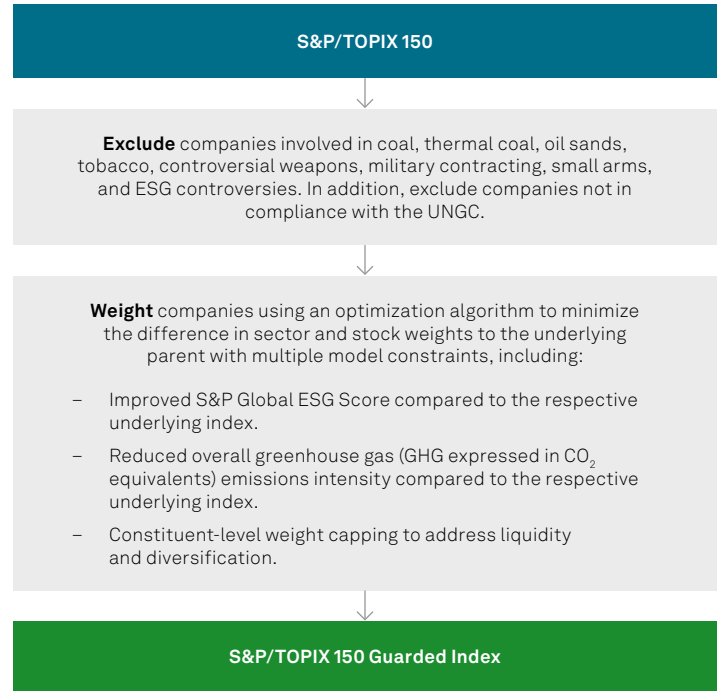 S&P/TOPIX 150
Exclude companies involved in coal, thermal coal, oil sands,
tobacco, controversial weapons, military contracting, small arms,
and ESG controversies. In addition, exclude companies not in
compliance with the UNGC.
Weight companies using an optimization algorithm to minimize
the difference in sector and stock weights to the underlying
parent with multiple model constraints, including:
– Improved S&P Global ESG Score compared to the respective
underlying index.
– Reduced overall greenhouse gas (GHG expressed in CO₂
equivalents) emissions intensity compared to the respective
underlying index.
– Constituent-level weight capping to address liquidity
and diversification.
S&P/TOPIX 150 Guarded Index